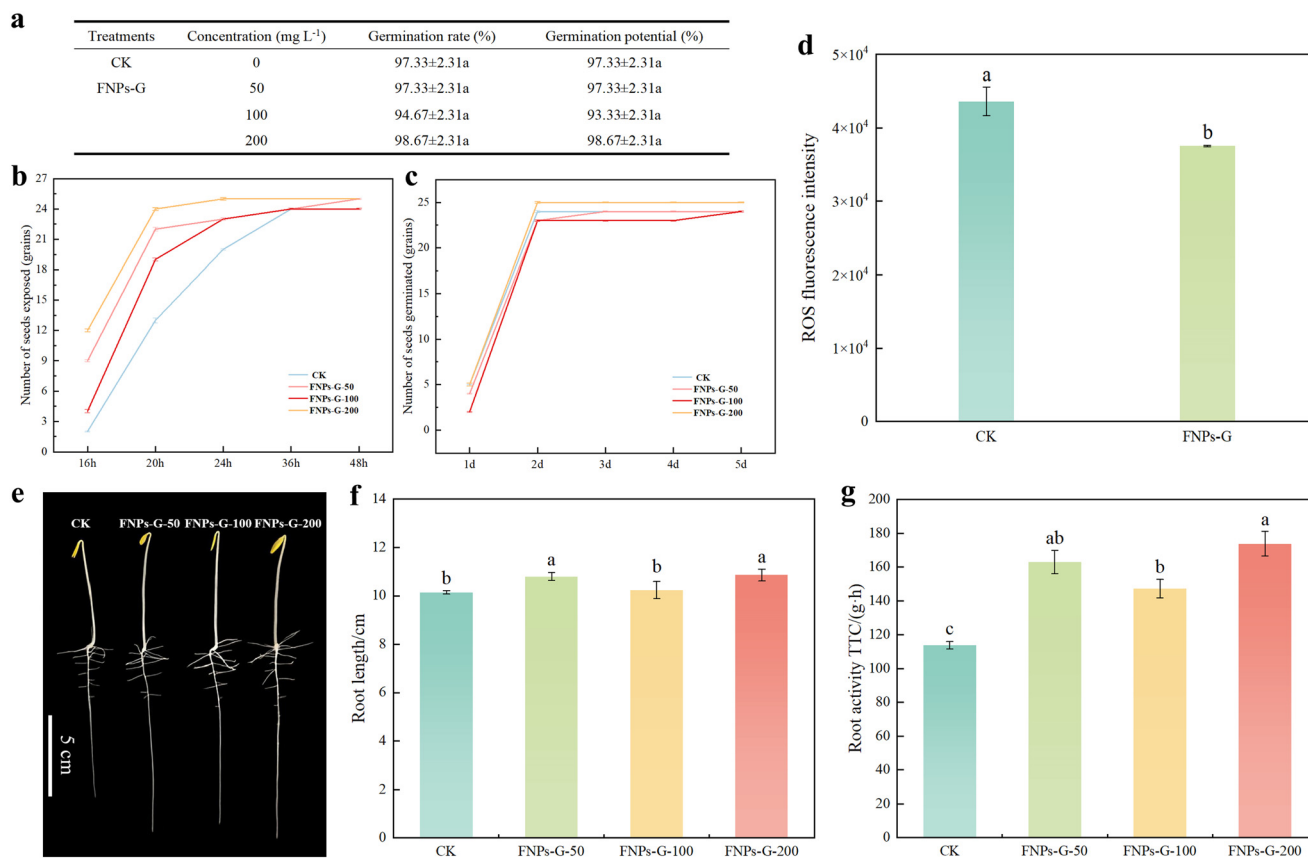 a
Treatments Concentration (mg L⁻¹) Germination rate (%) Germination potential (%)
CK 0 97.33±2.31a 97.33±2.31a
FNPs-G 50 97.33±2.31a 97.33±2.31a
100 94.67±2.31a 93.33±2.31a
200 98.67±2.31a 98.67±2.31a
b
Number of seeds exposed (grains)
27
24
21
18
15
12
9
6
3
0
CK
FNPs-G-50
FNPs-G-100
FNPs-G-200
16h 20h 24h 36h 48h
c
Number of seeds germinated (grains)
25
20
15
10
5
0
CK
FNPs-G-50
FNPs-G-100
FNPs-G-200
1d 2d 3d 4d 5d
d
ROS fluorescence intensity
5×10⁴
4×10⁴
3×10⁴
2×10⁴
1×10⁴
0
a
b
CK FNPs-G
e
CK FNPs-G-50 FNPs-G-100 FNPs-G-200
5 cm
f
Root length/cm
14
12
10
8
6
4
2
0
b a b a
CK FNPs-G-50 FNPs-G-100 FNPs-G-200
g
Root activity TTC/(g·h)
200
180
160
140
120
100
80
60
40
20
0
c ab b a
CK FNPs-G-50 FNPs-G-100 FNPs-G-200